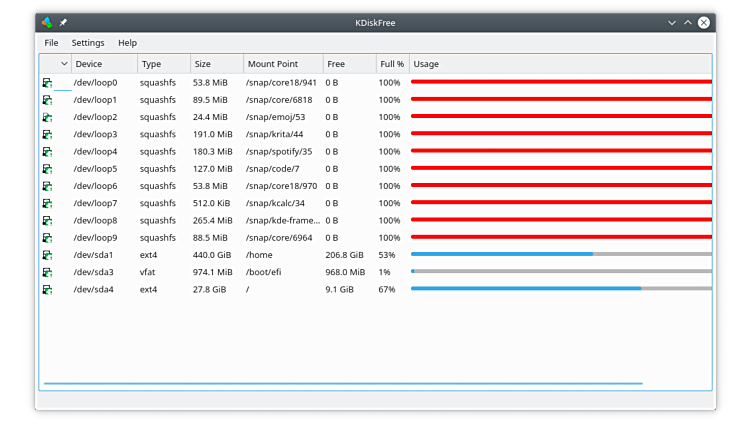 KDiskFree
File Settings Help
Device Type Size Mount Point Free Full % Usage
/dev/loop0 squashfs 53.8 MiB /snap/core18/941 0 B 100%
/dev/loop1 squashfs 89.5 MiB /snap/core/6818 0 B 100%
/dev/loop2 squashfs 24.4 MiB /snap/emoj/53 0 B 100%
/dev/loop3 squashfs 191.0 MiB /snap/krita/44 0 B 100%
/dev/loop4 squashfs 180.3 MiB /snap/spotify/35 0 B 100%
/dev/loop5 squashfs 127.0 MiB /snap/code/7 0 B 100%
/dev/loop6 squashfs 53.8 MiB /snap/core18/970 0 B 100%
/dev/loop7 squashfs 512.0 KiB /snap/kcalc/34 0 B 100%
/dev/loop8 squashfs 265.4 MiB /snap/kde-frame... 0 B 100%
/dev/loop9 squashfs 88.5 MiB /snap/core/6964 0 B 100%
/dev/sda1 ext4 440.0 GiB /home 206.8 GiB 53%
/dev/sda3 vfat 974.1 MiB /boot/efi 968.0 MiB 1%
/dev/sda4 ext4 27.8 GiB / 9.1 GiB 67%